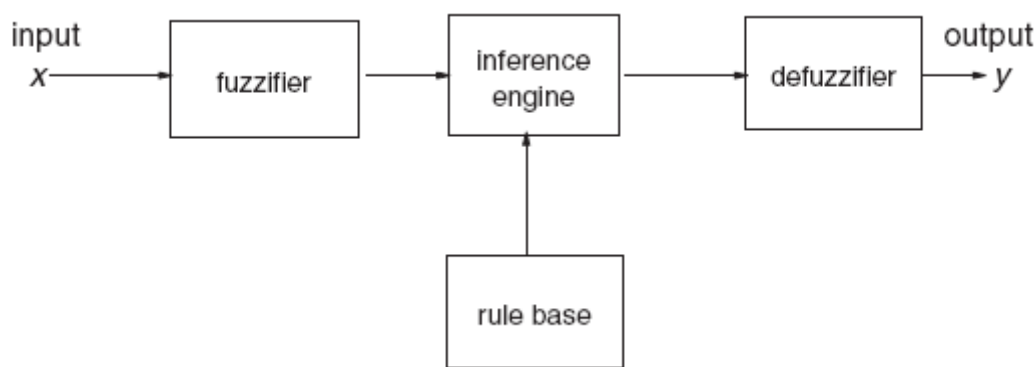 input
x
fuzzifier
inference
engine
defuzzifier
output
y
rule base